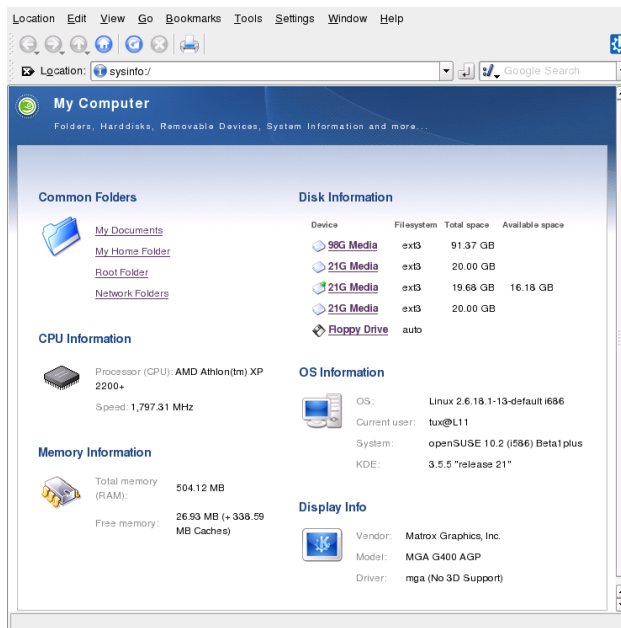 Location Edit View Go Bookmarks Tools Settings Window Help
Location: sysinfo:/
Google Search
My Computer
Folders, Harddisks, Removable Devices, System Information and more...
Common Folders
My Documents
My Home Folder
Root Folder
Network Folders
CPU Information
Processor (CPU): AMD Athlon(tm) XP
2200+
Speed: 1,797.31 MHz
Memory Information
Total memory
(RAM): 504.12 MB
Free memory: 26.93 MB (+ 338.59
MB Caches)
Disk Information
Device Filesystem Total space Available space
98G Media ext3 91.37 GB
21G Media ext3 20.00 GB
21G Media ext3 19.68 GB 16.18 GB
21G Media ext3 20.00 GB
Floppy Drive auto
OS Information
OS: Linux 2.6.18.1-13-default i686
Current user: tux@L11
System: openSUSE 10.2 (i586) Beta1plus
KDE: 3.5.5 "release 21"
Display Info
Vendor: Matrox Graphics, Inc.
Model: MGA G400 AGP
Driver: mga (No 3D Support)